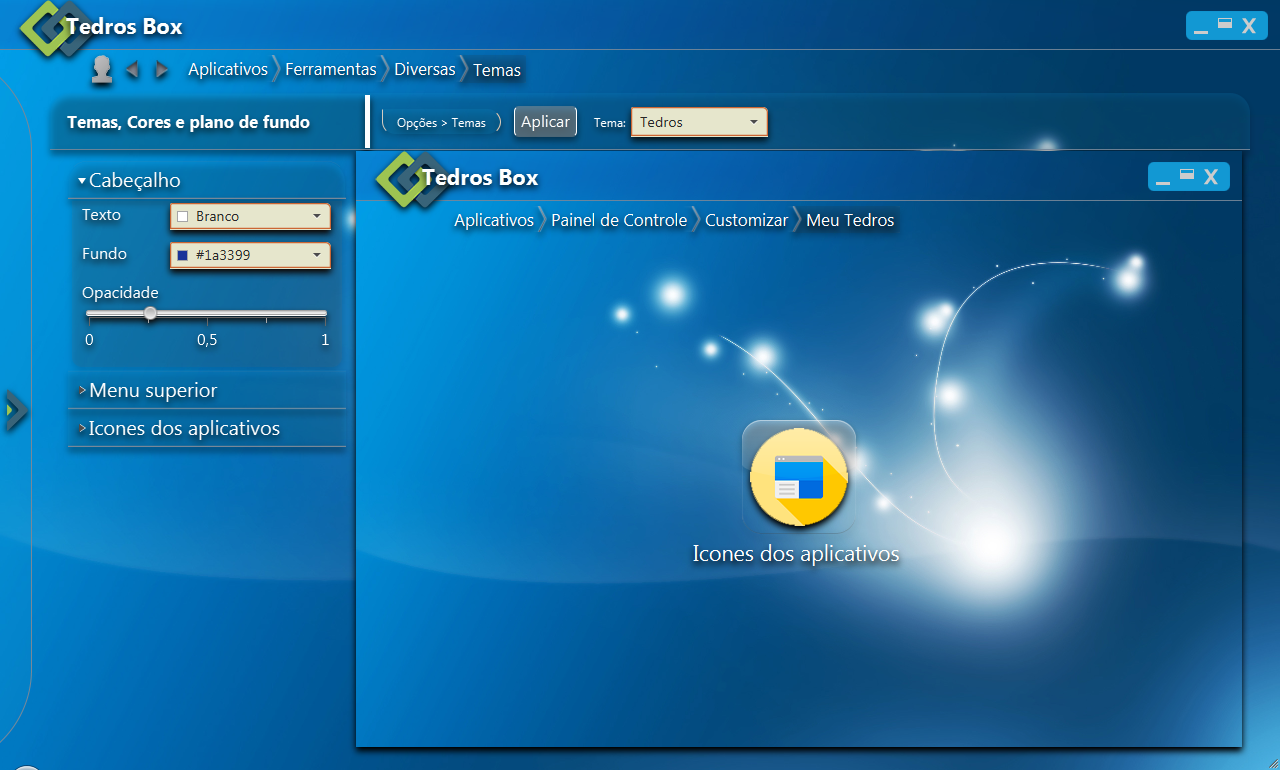 Tedros Box
X
Aplicativos Ferramentas Diversas Temas
Temas, Cores e plano de fundo
Opções > Temas
Aplicar
Tema: Tedros
Cabeçalho
Texto Branco
Fundo #1a3399
Opacidade
0 0,5 1
Menu superior
Icones dos aplicativos
Tedros Box
X
Aplicativos Painel de Controle Customizar Meu Tedros
Icones dos aplicativos